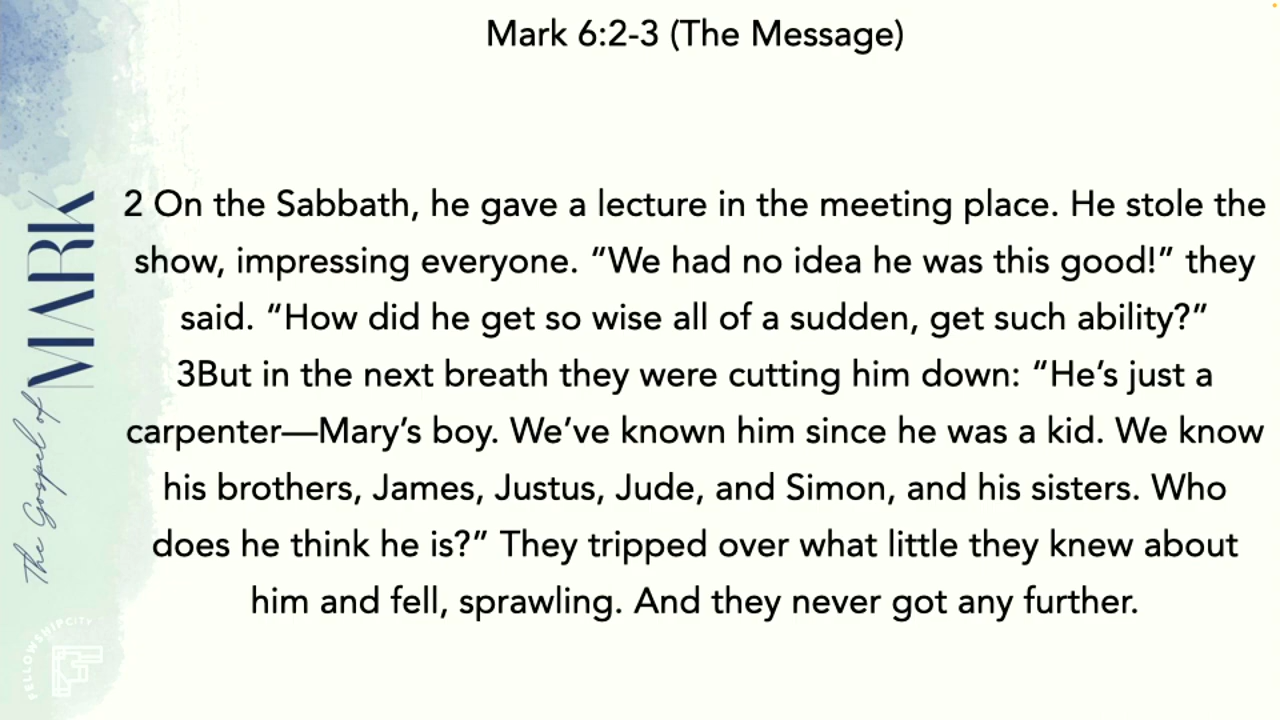 Mark 6:2-3 (The Message)
2 On the Sabbath, he gave a lecture in the meeting place. He stole the
show, impressing everyone. “We had no idea he was this good!” they
said. “How did he get so wise all of a sudden, get such ability?”
3But in the next breath they were cutting him down: “He’s just a
carpenter—Mary’s boy. We’ve known him since he was a kid. We know
his brothers, James, Justus, Jude, and Simon, and his sisters. Who
does he think he is?” They tripped over what little they knew about
him and fell, sprawling. And they never got any further.
The Gospel of
MARK
FELLOWSHIP CITY